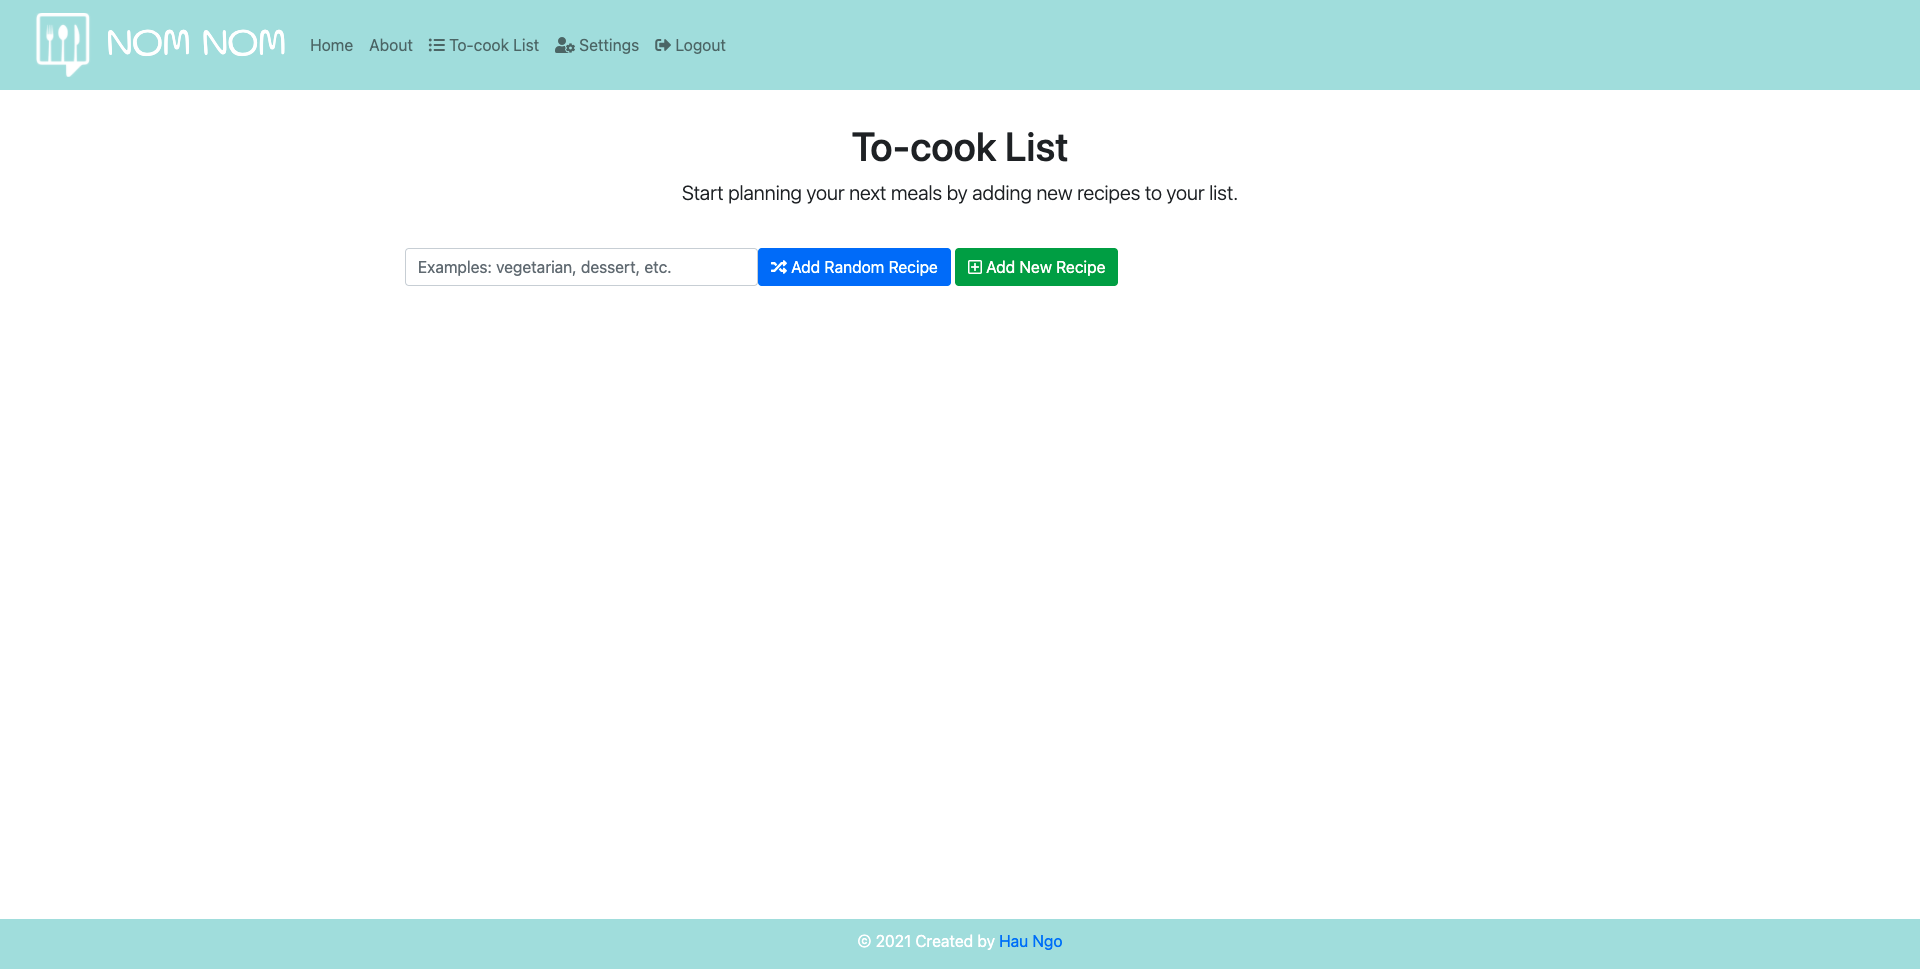 NOM NOM Home About To-cook List Settings Logout
To-cook List
Start planning your next meals by adding new recipes to your list.
Examples: vegetarian, dessert, etc. Add Random Recipe Add New Recipe
© 2021 Created by Hau Ngo